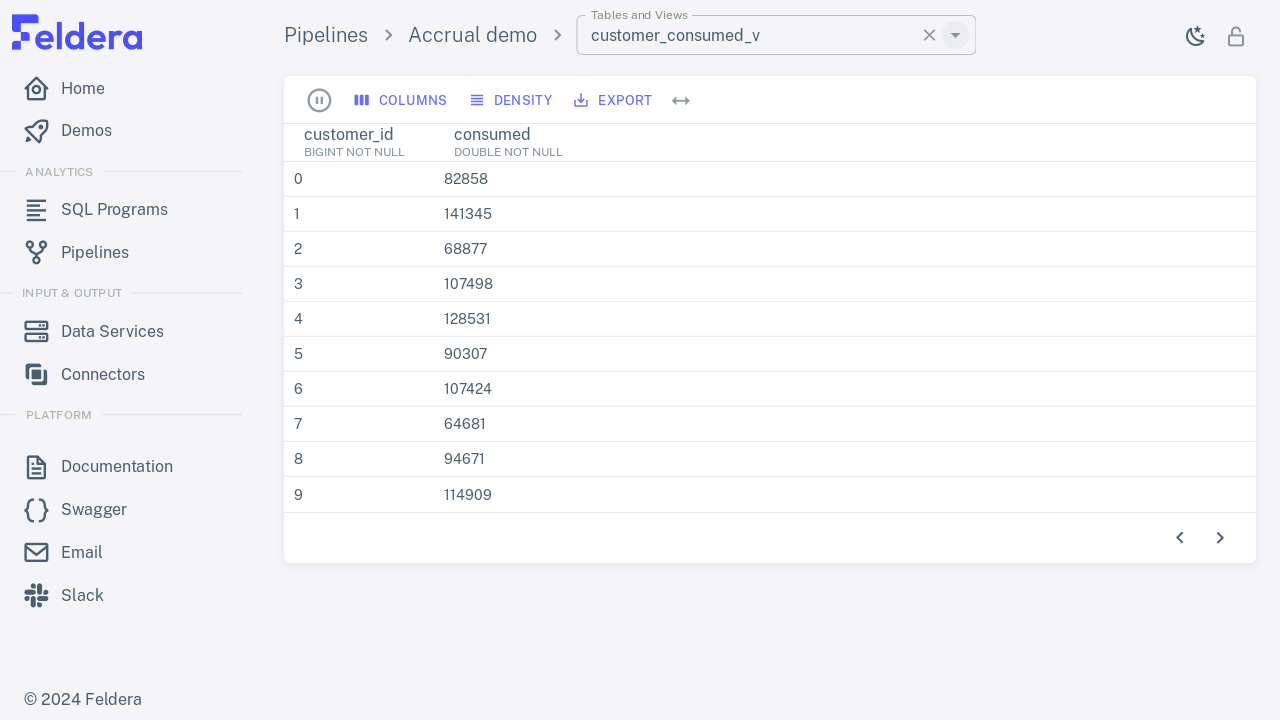 Feldera
Home
Demos
ANALYTICS
SQL Programs
Pipelines
INPUT & OUTPUT
Data Services
Connectors
PLATFORM
Documentation
Swagger
Email
Slack
© 2024 Feldera
Pipelines
Accrual demo
Tables and Views
customer_consumed_v
COLUMNS DENSITY EXPORT
customer_id consumed
BIGINT NOT NULL DOUBLE NOT NULL
0 82858
1 141345
2 68877
3 107498
4 128531
5 90307
6 107424
7 64681
8 94671
9 114909